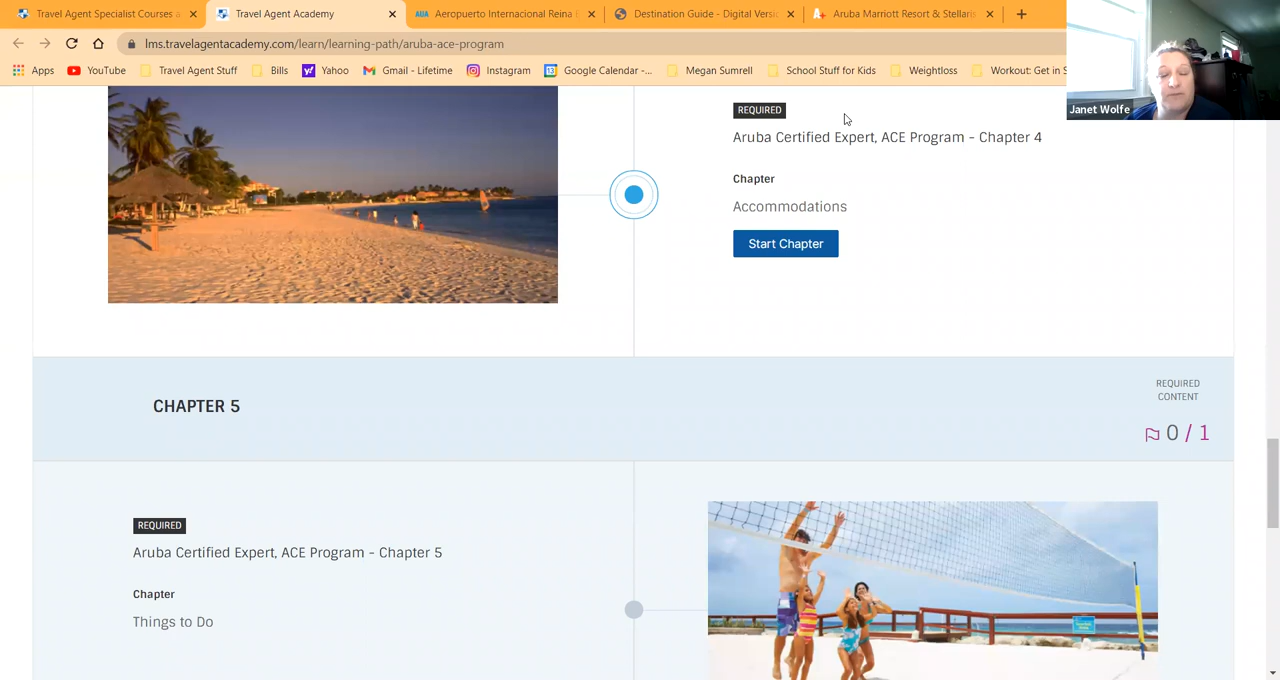 Travel Agent Specialist Courses a
Travel Agent Academy
Aeropuerto Internacional Reina
Destination Guide - Digital Versi
Aruba Marriott Resort & Stellaris
lms.travelagentacademy.com/learn/learning-path/aruba-ace-program
Apps
YouTube
Travel Agent Stuff
Bills
Yahoo
Gmail - Lifetime
Instagram
Google Calendar -...
Megan Sumrell
School Stuff for Kids
Weightloss
Workout: Get in S
Janet Wolfe
REQUIRED
Aruba Certified Expert, ACE Program - Chapter 4
Chapter
Accommodations
Start Chapter
CHAPTER 5
REQUIRED
CONTENT
0 / 1
REQUIRED
Aruba Certified Expert, ACE Program - Chapter 5
Chapter
Things to Do